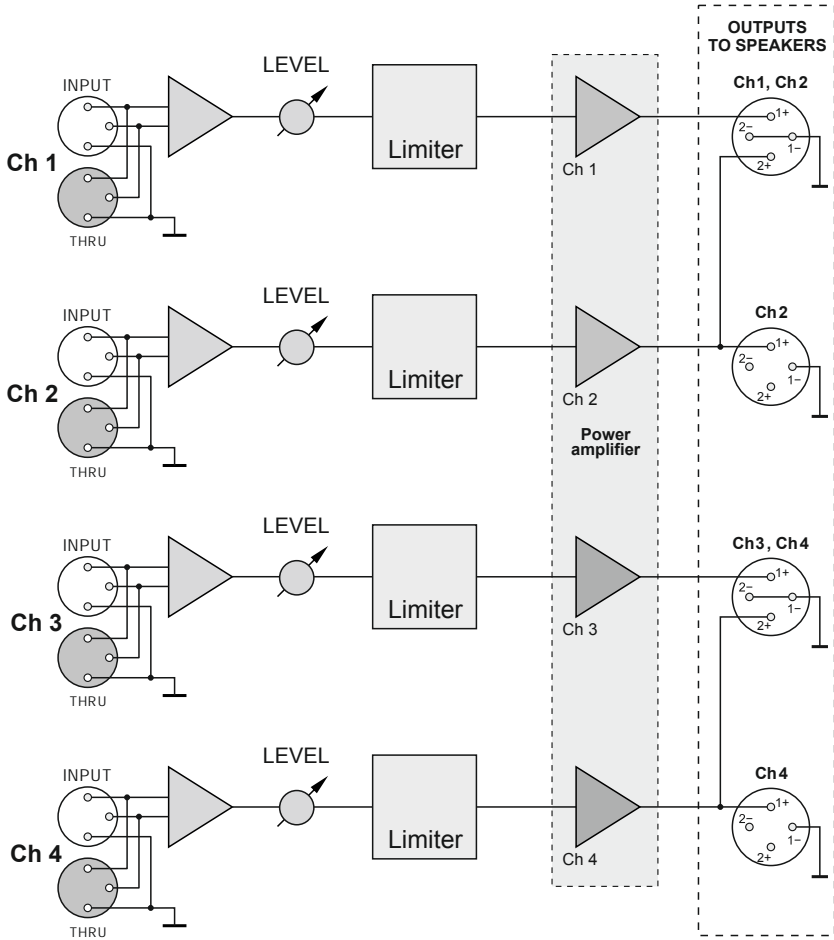 OUTPUTS
TO SPEAKERS
INPUT
LEVEL
Limiter
Ch 1
THRU
Ch 1
Ch1, Ch2
1+
2−
1−
2+
INPUT
LEVEL
Limiter
Ch 2
THRU
Ch 2
Ch2
1+
2−
1−
2+
Power
amplifier
INPUT
LEVEL
Limiter
Ch 3
THRU
Ch 3
Ch3, Ch4
1+
2−
1−
2+
INPUT
LEVEL
Limiter
Ch 4
THRU
Ch 4
Ch4
1+
2−
1−
2+